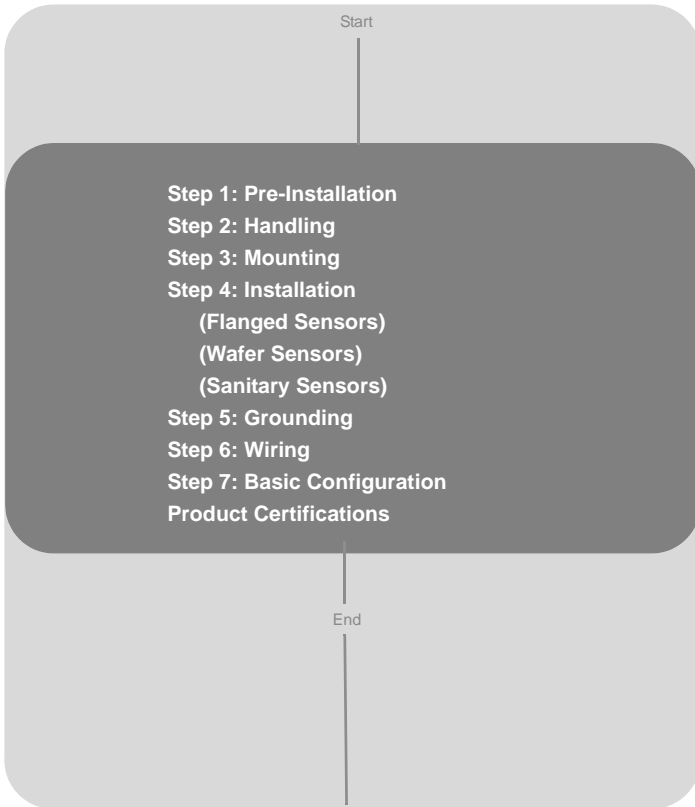 Start
Step 1: Pre-Installation
Step 2: Handling
Step 3: Mounting
Step 4: Installation
(Flanged Sensors)
(Wafer Sensors)
(Sanitary Sensors)
Step 5: Grounding
Step 6: Wiring
Step 7: Basic Configuration
Product Certifications
End